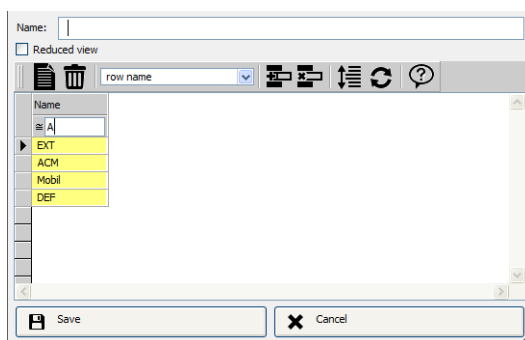 Name:
Reduced view
row name
Name
≅ A
EXT
ACM
Mobil
DEF
Save
Cancel